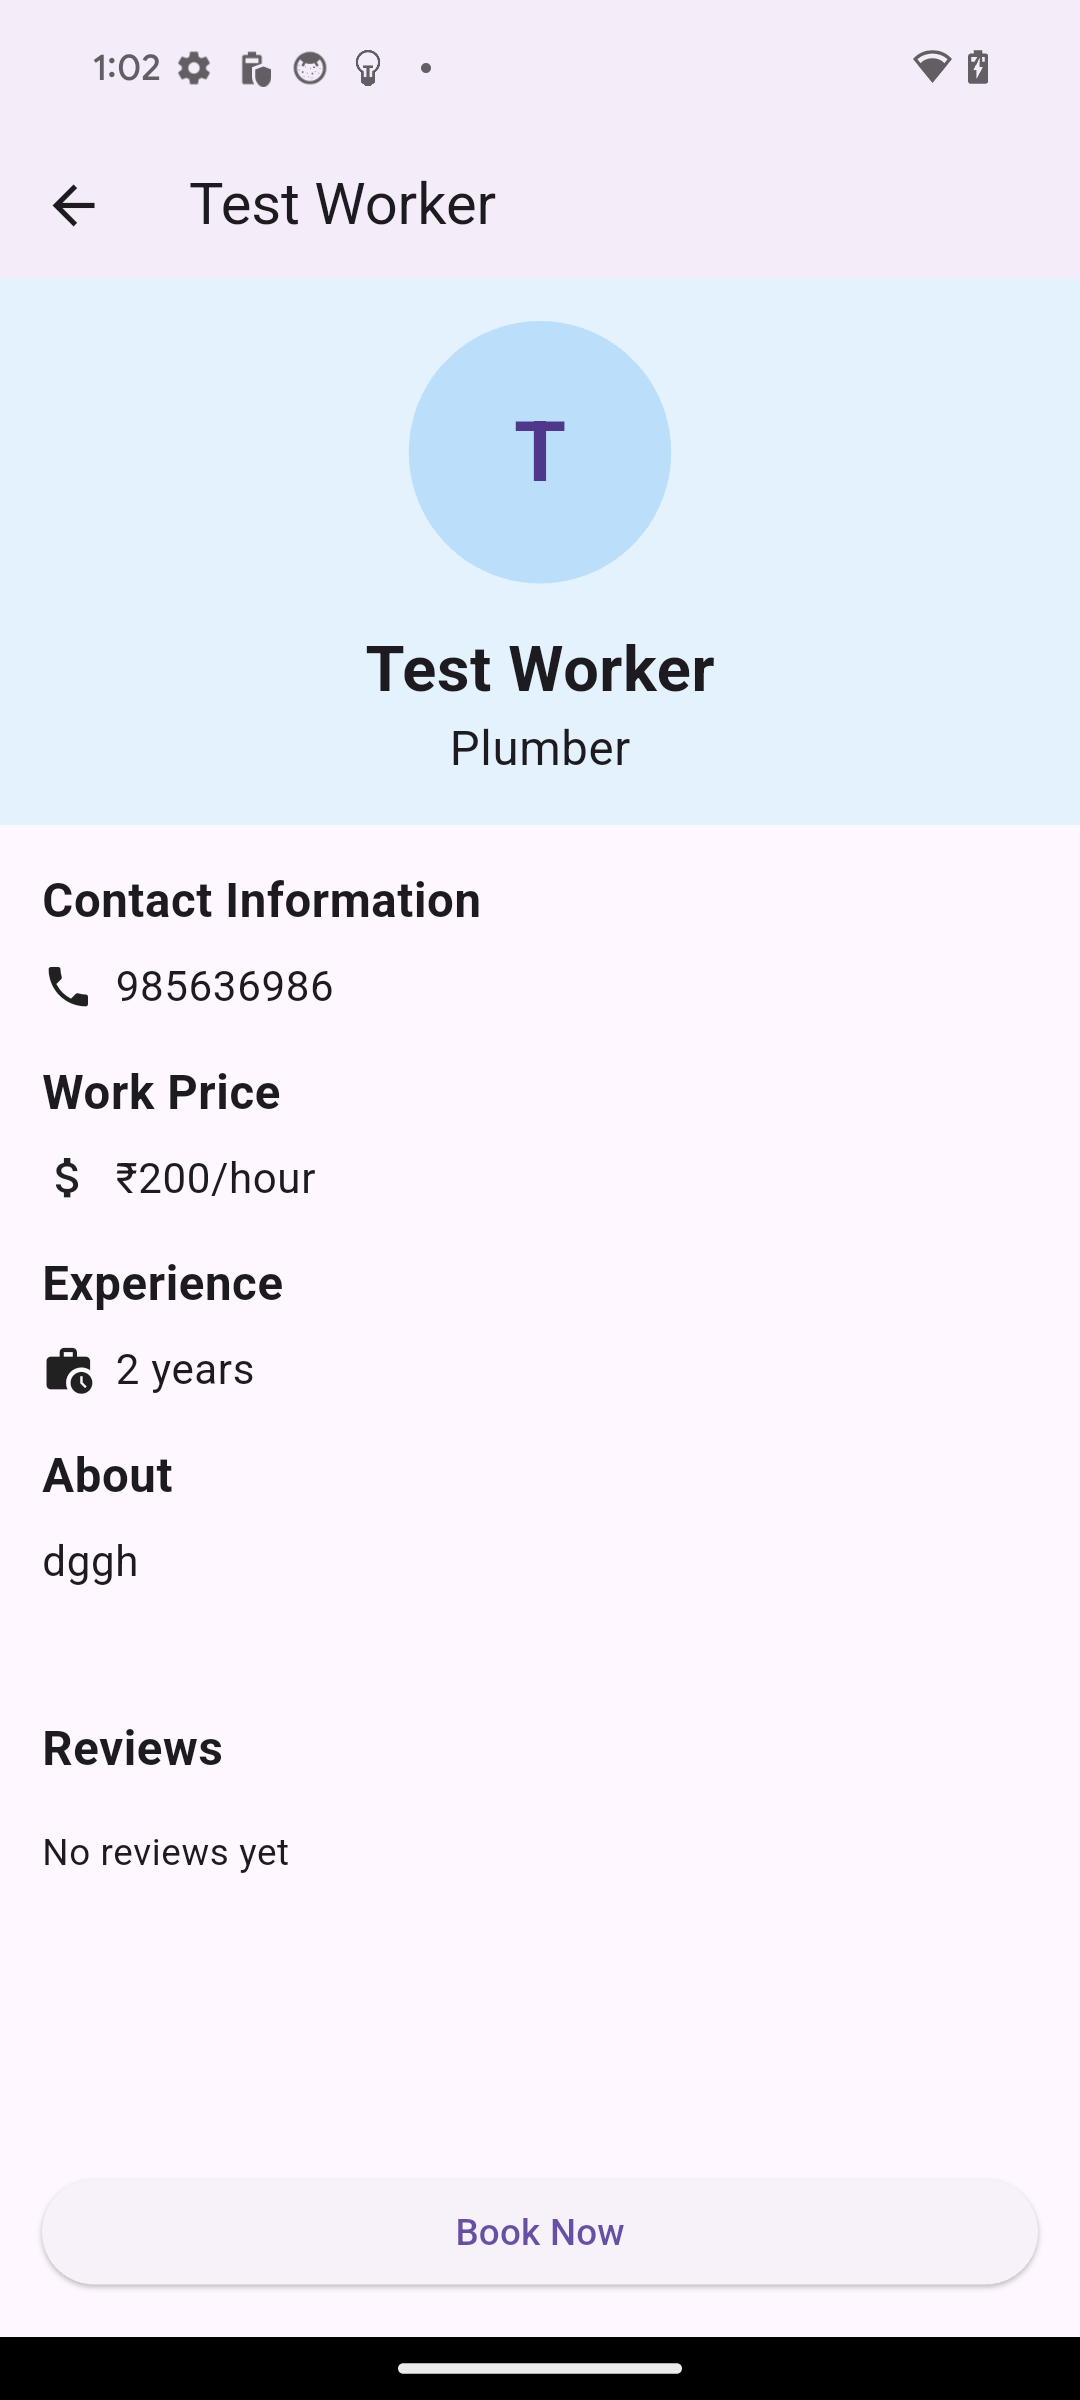 1:02
Test Worker
T
Test Worker
Plumber
Contact Information
985636986
Work Price
$ ₹200/hour
Experience
2 years
About
dggh
Reviews
No reviews yet
Book Now